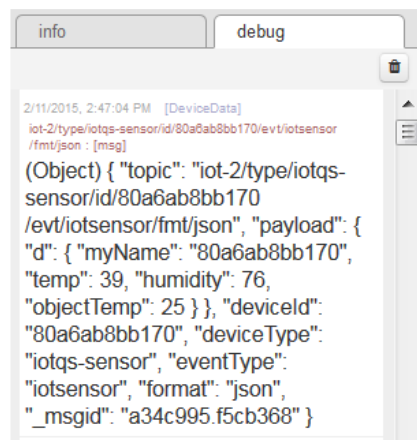 info
debug
2/11/2015, 2:47:04 PM [DeviceData]
iot-2/type/iotqs-sensor/id/80a6ab8bb170/evt/iotsensor
/fmt/json : [msg]
(Object) { "topic": "iot-2/type/iotqs-
sensor/id/80a6ab8bb170
/evt/iotsensor/fmt/json", "payload": {
"d": { "myName": "80a6ab8bb170",
"temp": 39, "humidity": 76,
"objectTemp": 25 } }, "deviceId":
"80a6ab8bb170", "deviceType":
"iotqs-sensor", "eventType":
"iotsensor", "format": "json",
"_msgid": "a34c995.f5cb368" }